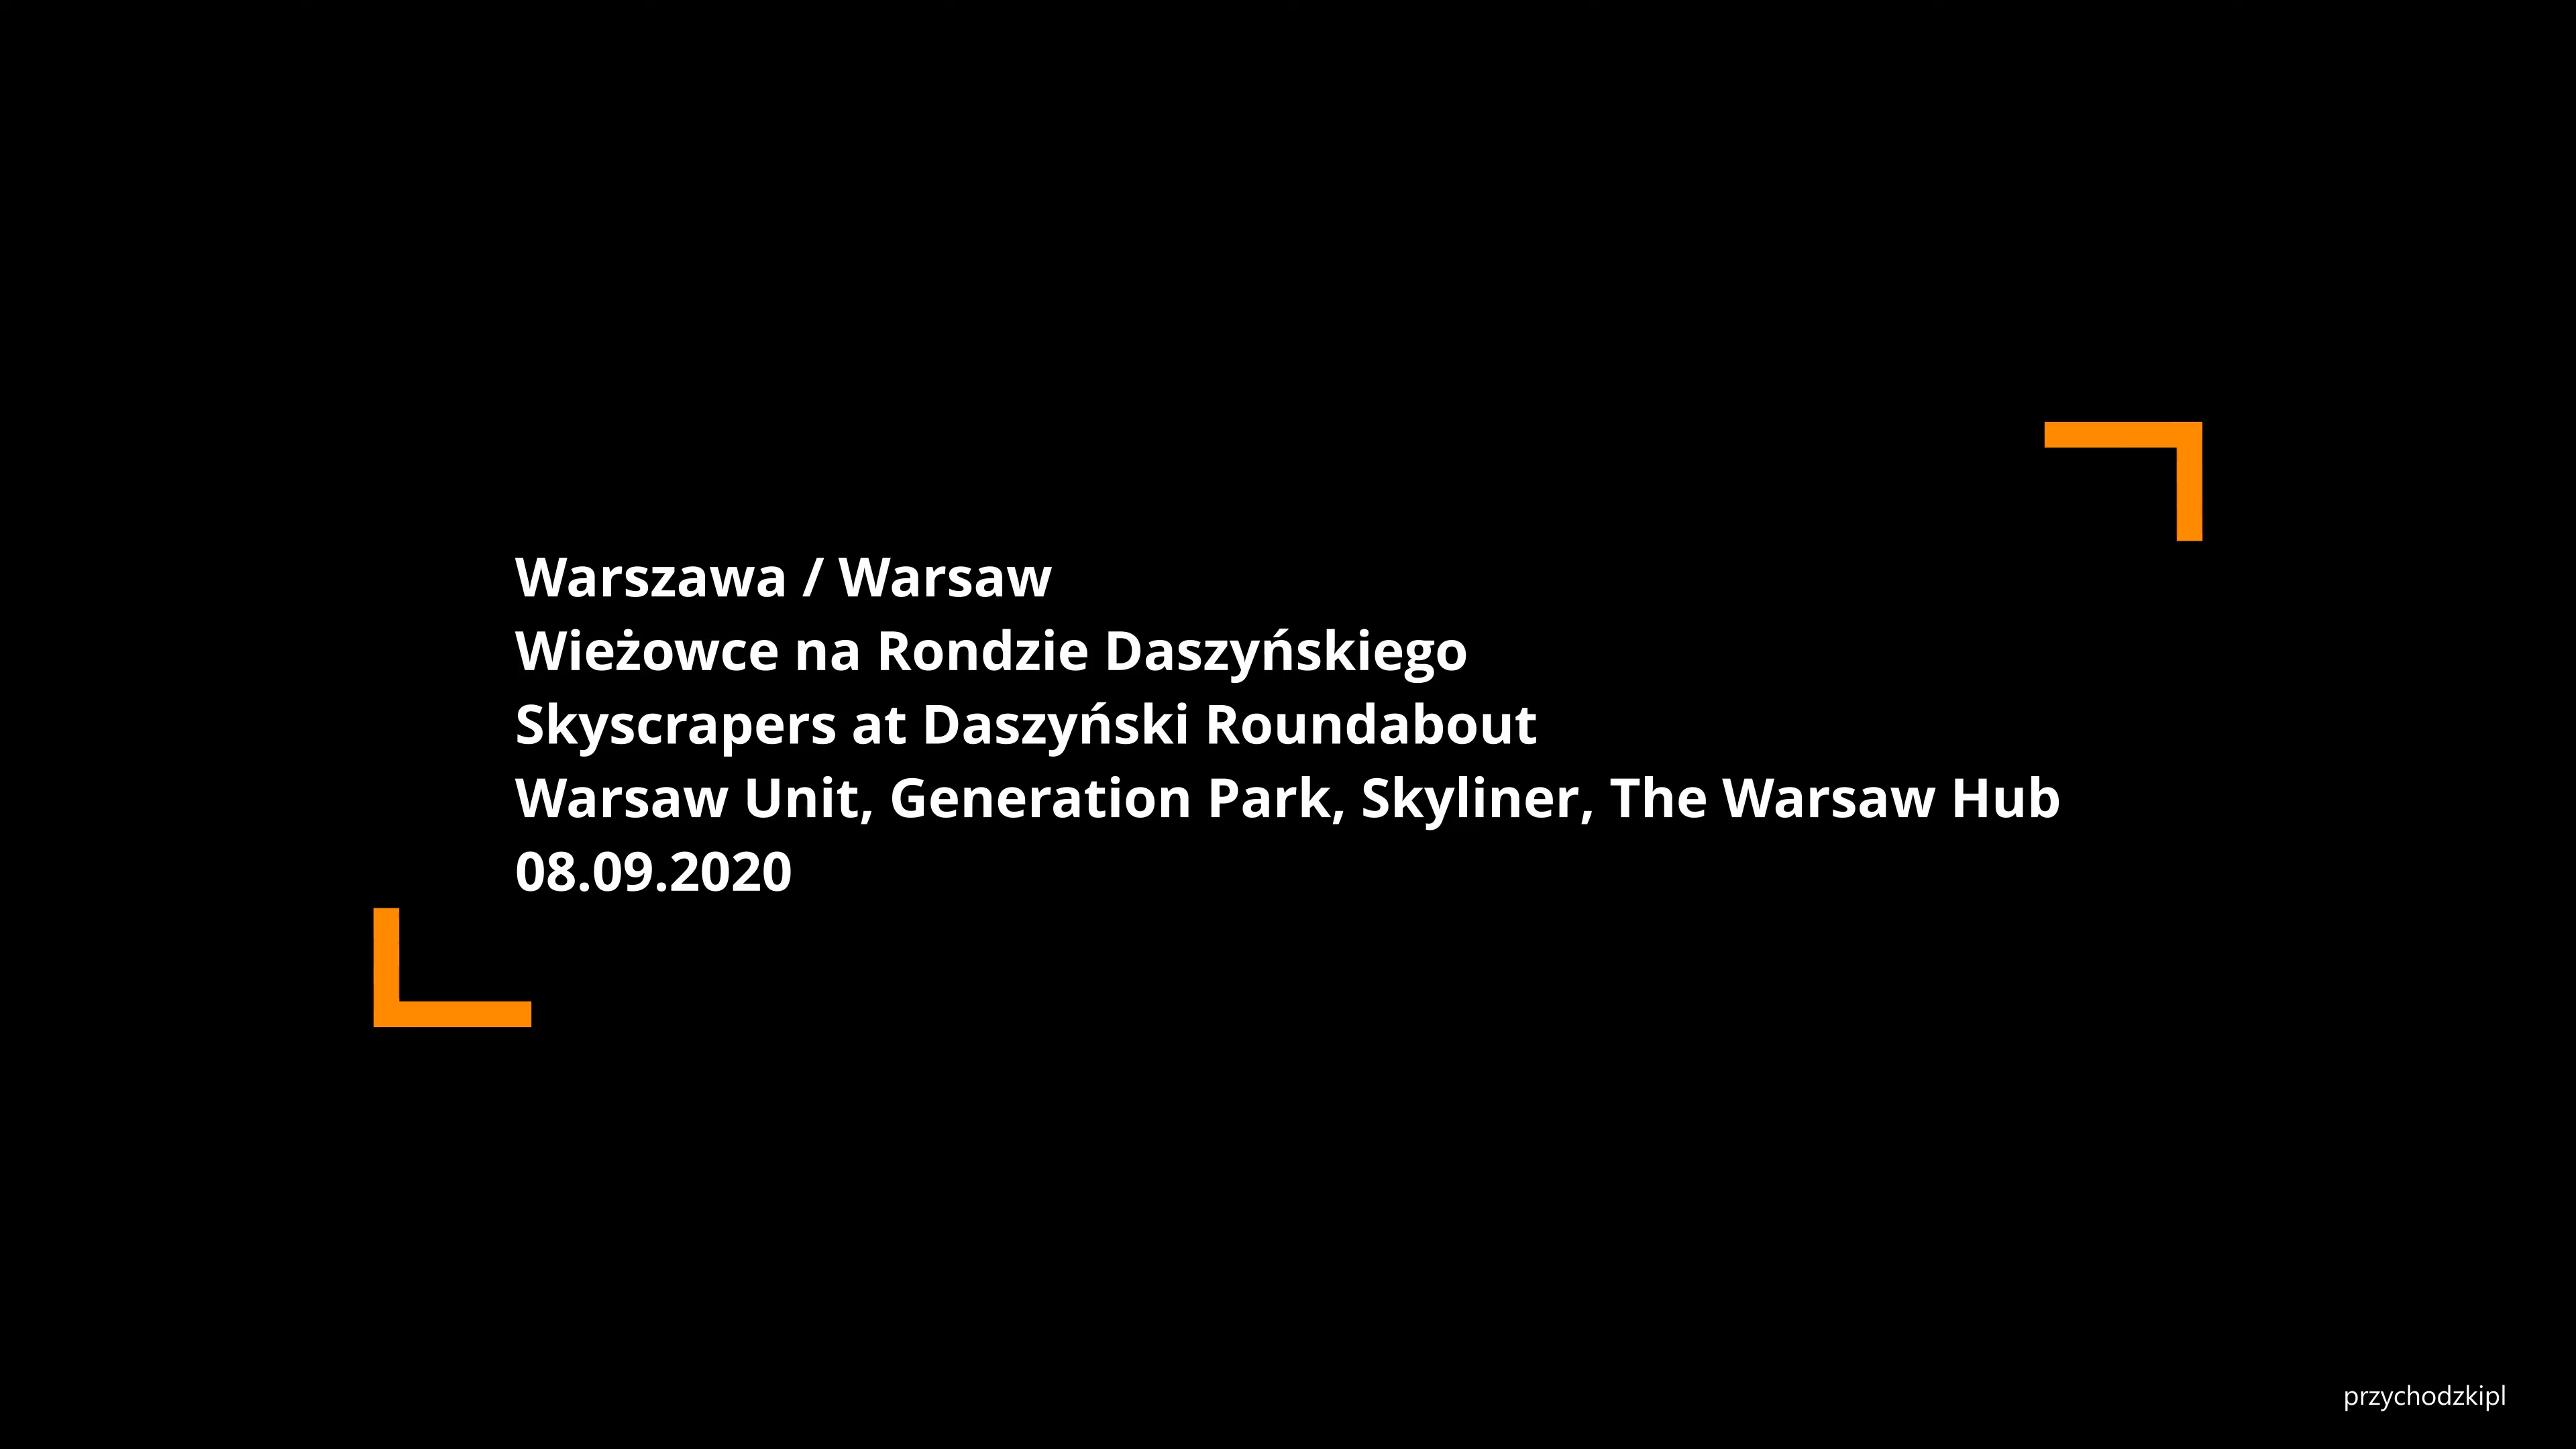 Warszawa / Warsaw
Wieżowce na Rondzie Daszyńskiego
Skyscrapers at Daszyński Roundabout
Warsaw Unit, Generation Park, Skyliner, The Warsaw Hub
08.09.2020
przychodzkipl